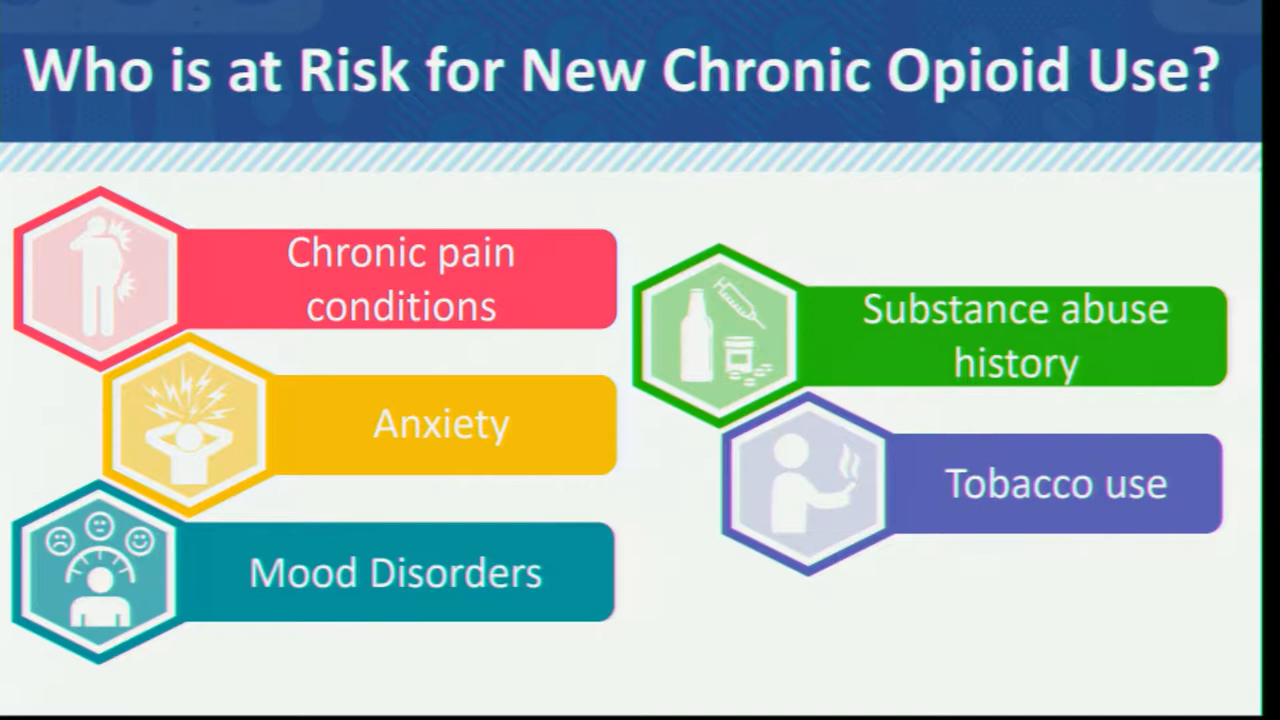 Who is at Risk for New Chronic Opioid Use?
Chronic pain
conditions
Anxiety
Mood Disorders
Substance abuse
history
Tobacco use